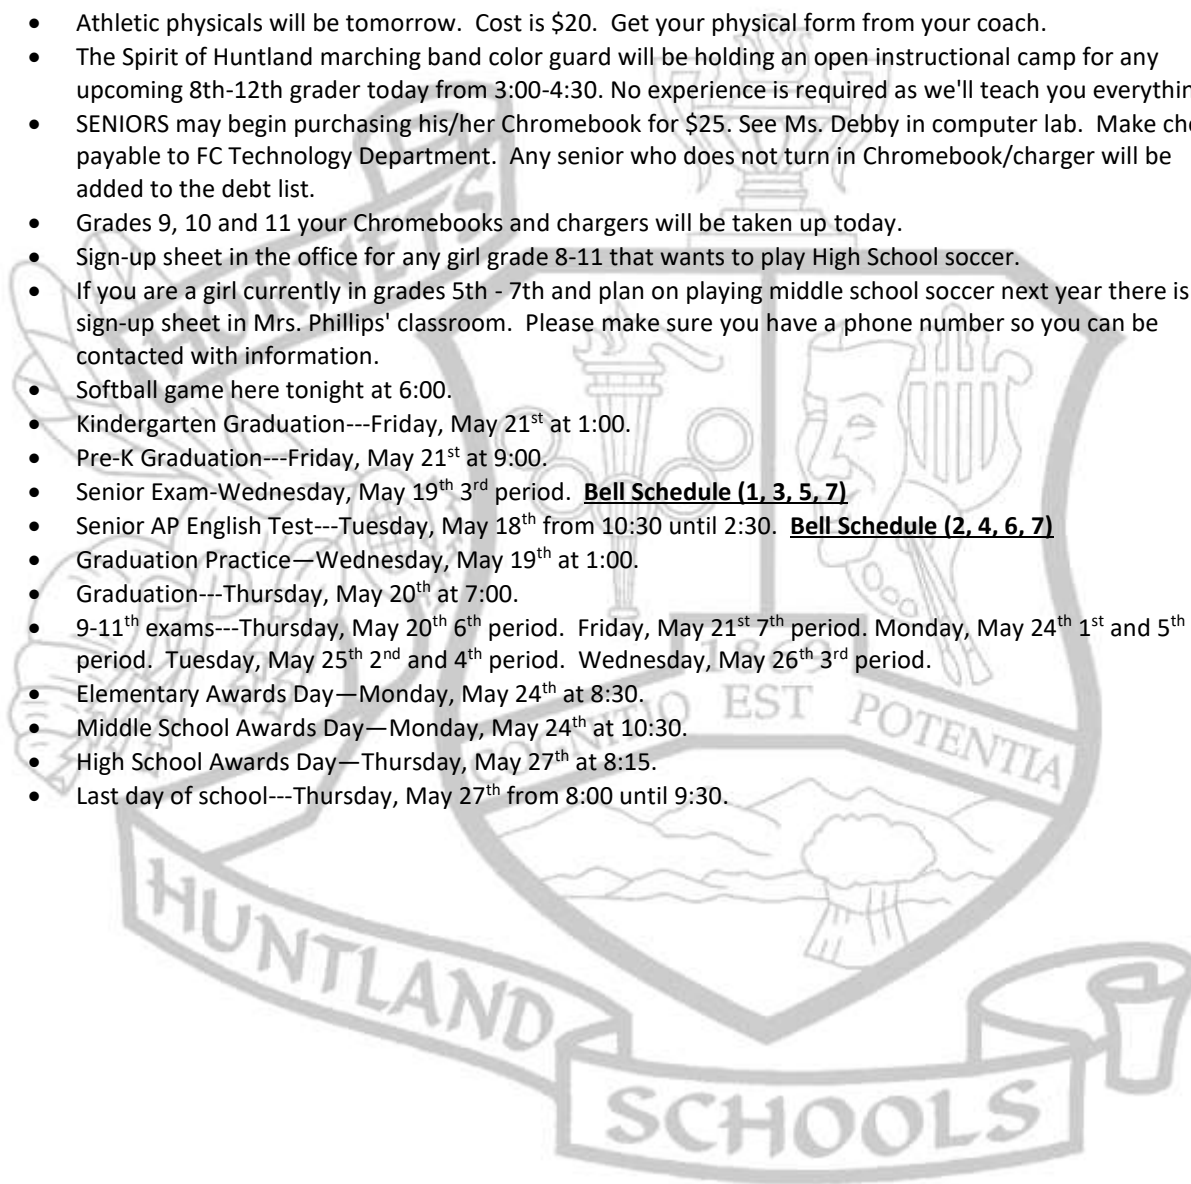 • Athletic physicals will be tomorrow.  Cost is $20.  Get your physical form from your coach.
• The Spirit of Huntland marching band color guard will be holding an open instructional camp for any
upcoming 8th-12th grader today from 3:00-4:30. No experience is required as we'll teach you everythin
• SENIORS may begin purchasing his/her Chromebook for $25. See Ms. Debby in computer lab.  Make che
payable to FC Technology Department.  Any senior who does not turn in Chromebook/charger will be
added to the debt list.
• Grades 9, 10 and 11 your Chromebooks and chargers will be taken up today.
• Sign-up sheet in the office for any girl grade 8-11 that wants to play High School soccer.
• If you are a girl currently in grades 5th - 7th and plan on playing middle school soccer next year there is
sign-up sheet in Mrs. Phillips' classroom.  Please make sure you have a phone number so you can be
contacted with information.
• Softball game here tonight at 6:00.
• Kindergarten Graduation---Friday, May 21st at 1:00.
• Pre-K Graduation---Friday, May 21st at 9:00.
• Senior Exam-Wednesday, May 19th 3rd period.  Bell Schedule (1, 3, 5, 7)
• Senior AP English Test---Tuesday, May 18th from 10:30 until 2:30.  Bell Schedule (2, 4, 6, 7)
• Graduation Practice—Wednesday, May 19th at 1:00.
• Graduation---Thursday, May 20th at 7:00.
• 9-11th exams---Thursday, May 20th 6th period.  Friday, May 21st 7th period. Monday, May 24th 1st and 5th
period.  Tuesday, May 25th 2nd and 4th period.  Wednesday, May 26th 3rd period.
• Elementary Awards Day—Monday, May 24th at 8:30.
• Middle School Awards Day—Monday, May 24th at 10:30.
• High School Awards Day—Thursday, May 27th at 8:15.
• Last day of school---Thursday, May 27th from 8:00 until 9:30.
HORNETS
COGNITIO EST POTENTIA
HUNTLAND
SCHOOLS